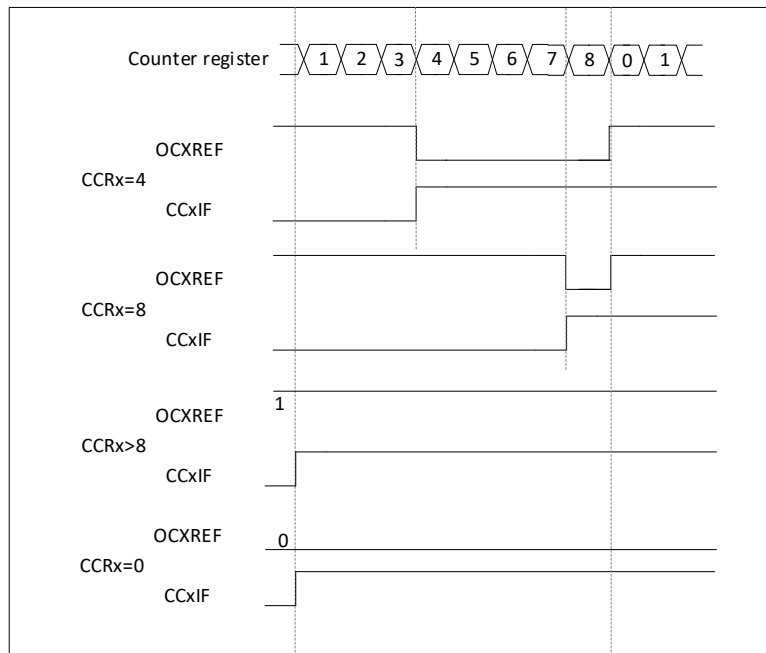 Counter register 1 2 3 4 5 6 7 8 0 1
OCXREF
CCRx=4
CCxIF
OCXREF
CCRx=8
CCxIF
1
OCXREF
CCRx>8
CCxIF
OCXREF 0
CCRx=0
CCxIF